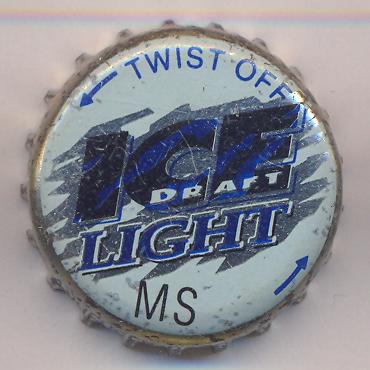 TWIST OFF
ICE
DRAFT
LIGHT
MS